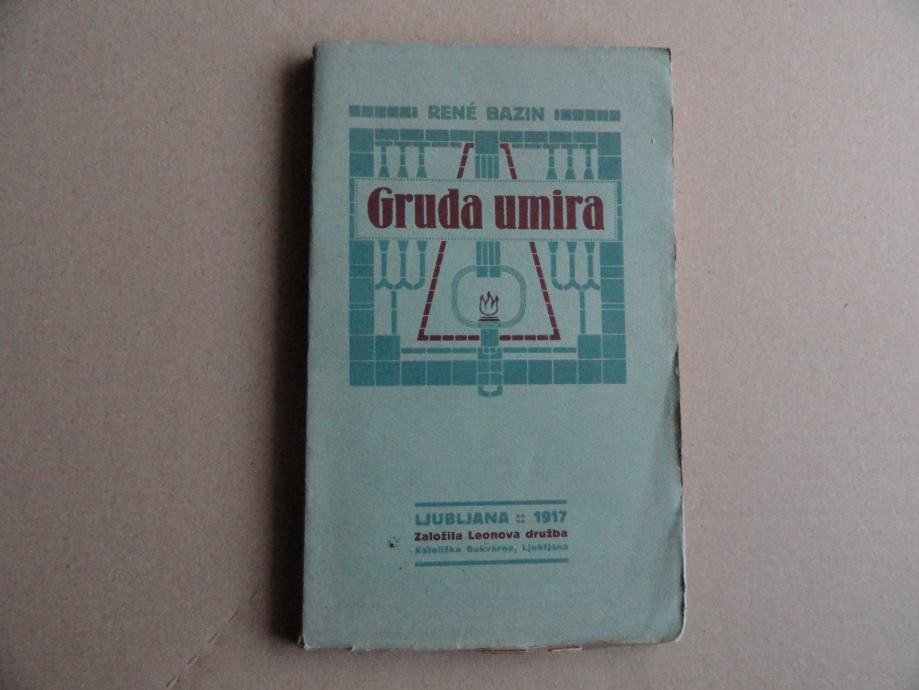 RENÉ BAZIN
Gruda umira
LJUBLJANA :: 1917
Založila Leonova družba
Katoliška Bukvarna, Ljubljana